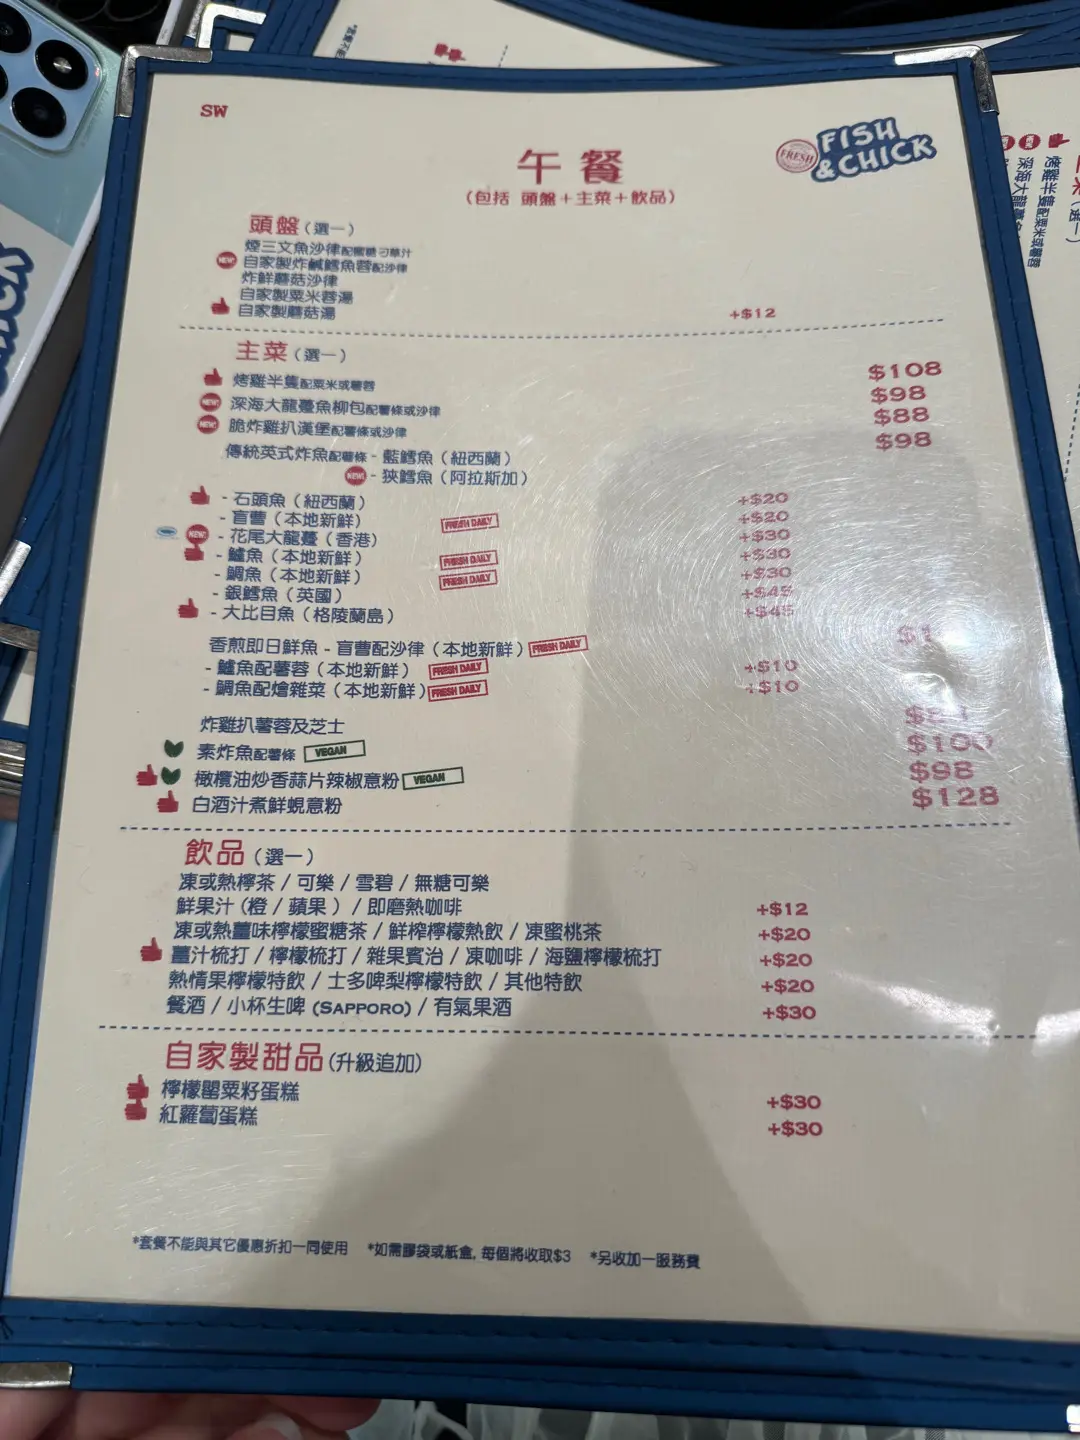 SW
FRESH
FISH
& CHICK
午餐
(包括 頭盤+主菜+飲品)
頭盤 (選一)
煙三文魚沙律配蜜糖刁草汁
NEW! 自家製炸鹹鱈魚蓉配沙律
炸鮮蘑菇沙律
自家製粟米蓉湯
自家製蘑菇湯 +$12
主菜 (選一)
烤雞半隻配粟米或薯蓉 $108
NEW! 深海大龍躉魚柳包配薯條或沙律 $98
NEW! 脆炸雞扒漢堡配薯條或沙律 $88
傳統英式炸魚配薯條 - 藍鱈魚 (紐西蘭) $98
NEW! - 狹鱈魚 (阿拉斯加)
- 石頭魚 (紐西蘭) +$20
- 盲曹 (本地新鮮) FRESH DAILY +$20
NEW! - 花尾大龍躉 (香港) +$30
- 鱸魚 (本地新鮮) FRESH DAILY +$30
- 鯛魚 (本地新鮮) FRESH DAILY +$30
- 銀鱈魚 (英國) +$45
- 大比目魚 (格陵蘭島) +$45
香煎即日鮮魚 - 盲曹配沙律 (本地新鮮) FRESH DAILY
- 鱸魚配薯蓉 (本地新鮮) FRESH DAILY +$10
- 鯛魚配燴雜菜 (本地新鮮) FRESH DAILY +$10
炸雞扒薯蓉及芝士
素炸魚配薯條 VEGAN $100
橄欖油炒香蒜片辣椒意粉 VEGAN $98
白酒汁煮鮮蜆意粉 $128
飲品 (選一)
凍或熱檸茶 / 可樂 / 雪碧 / 無糖可樂
鮮果汁 (橙 / 蘋果 ) / 即磨熱咖啡 +$12
凍或熱薑味檸檬蜜糖茶 / 鮮榨檸檬熱飲 / 凍蜜桃茶 +$20
薑汁梳打 / 檸檬梳打 / 雜果賓治 / 凍咖啡 / 海鹽檸檬梳打 +$20
熱情果檸檬特飲 / 士多啤梨檸檬特飲 / 其他特飲 +$20
餐酒 / 小杯生啤 (SAPPORO) / 有氣果酒 +$30
自家製甜品 (升級追加)
檸檬罌粟籽蛋糕 +$30
紅蘿蔔蛋糕 +$30
*套餐不能與其它優惠折扣一同使用 *如需膠袋或紙盒, 每個將收取$3 *另收加一服務費